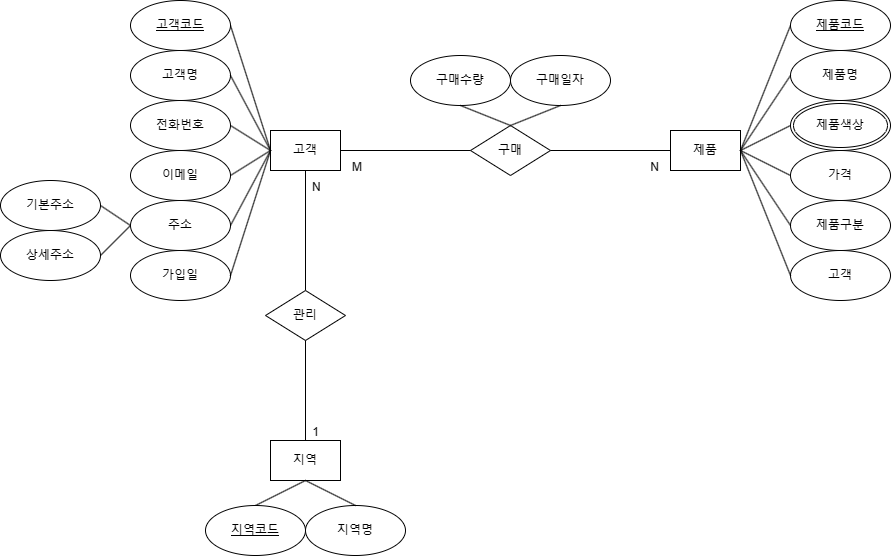 고객코드
고객명
전화번호
이메일
주소
가입일
기본주소
상세주소
고객
M
N
구매수량
구매일자
구매
N
제품
제품코드
제품명
제품색상
가격
제품구분
고객
관리
1
지역
지역코드
지역명